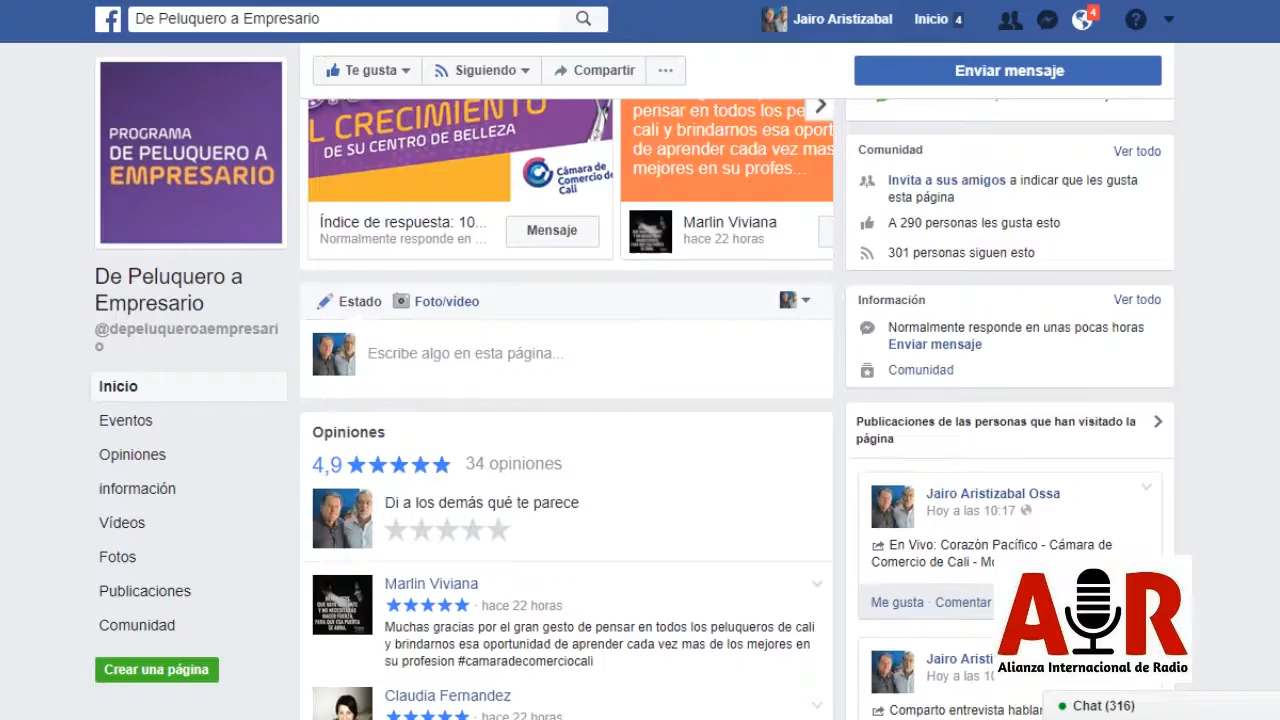 De Peluquero a Empresario
Jairo Aristizabal
Inicio 4
4
Te gusta
Siguiendo
Compartir
Enviar mensaje
PROGRAMA
DE PELUQUERO A
EMPRESARIO
L CRECIMIENTO
DE SU CENTRO DE BELLEZA
Cámara de
Comercio de
Cali
pensar en todos los pe
cali y brindarnos esa oport
de aprender cada vez mas
mejores en su profes...
Índice de respuesta: 10...
Normalmente responde en ...
Mensaje
Marlin Viviana
hace 22 horas
De Peluquero a
Empresario
@depeluqueroaempresari
o
Inicio
Eventos
Opiniones
información
Vídeos
Fotos
Publicaciones
Comunidad
Crear una página
Estado
Foto/vídeo
Escribe algo en esta página...
Opiniones
4,9
34 opiniones
Di a los demás qué te parece
Marlin Viviana
· hace 22 horas
Muchas gracias por el gran gesto de pensar en todos los peluqueros de cali
y brindarnos esa oportunidad de aprender cada vez mas de los mejores en
su profesion #camaradecomerciocali
Claudia Fernandez
· hace 22 horas
Comunidad
Ver todo
Invita a sus amigos a indicar que les gusta
esta página
A 290 personas les gusta esto
301 personas siguen esto
Información
Ver todo
Normalmente responde en unas pocas horas
Enviar mensaje
Comunidad
Publicaciones de las personas que han visitado la
página
Jairo Aristizabal Ossa
Hoy a las 10:17
En Vivo: Corazón Pacífico - Cámara de
Comercio de Cali - Mo
Me gusta · Comentar
Jairo Aristi
Hoy a las 10
Comparto entrevista hablar
AIR
Alianza Internacional de Radio
Chat (316)